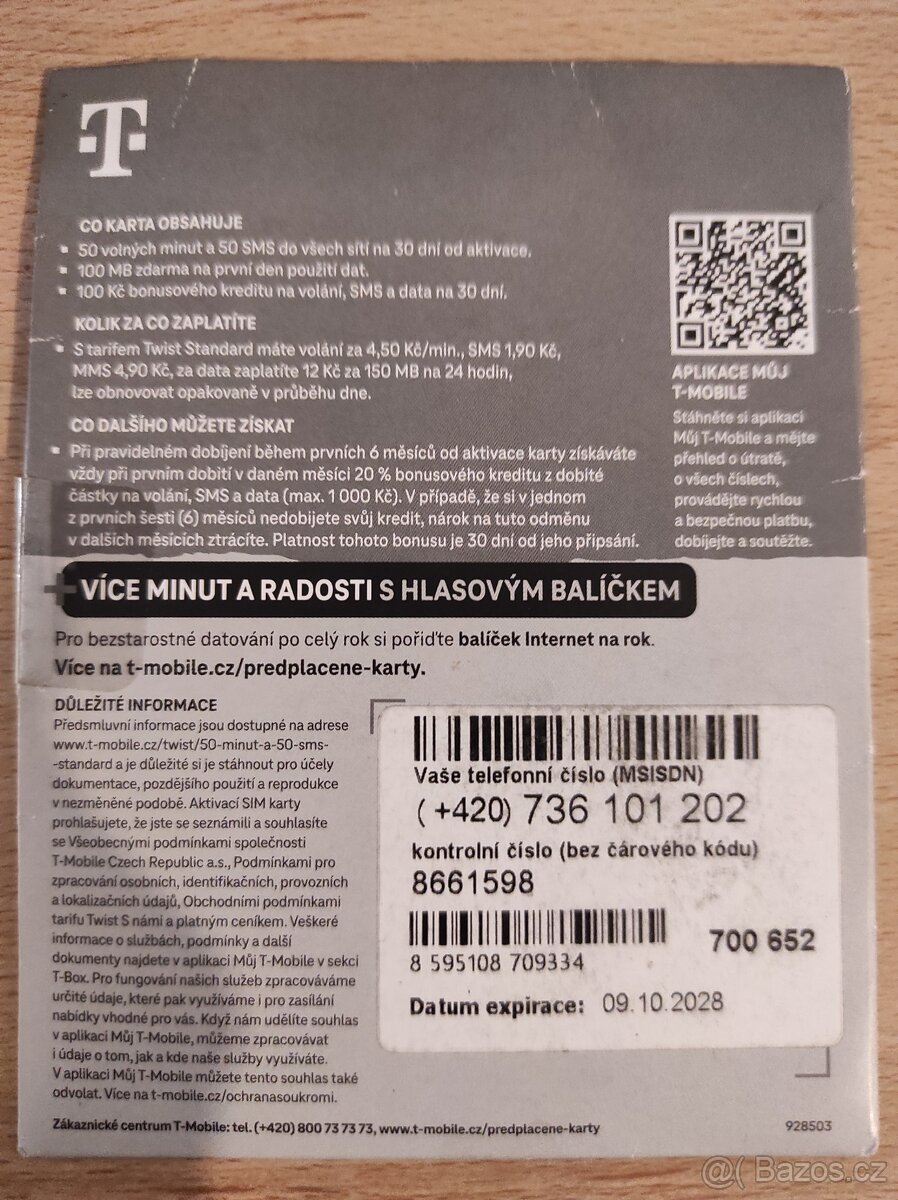 T
CO KARTA OBSAHUJE
▪ 50 volných minut a 50 SMS do všech sítí na 30 dní od aktivace.
▪ 100 MB zdarma na první den použití dat.
▪ 100 Kč bonusového kreditu na volání, SMS a data na 30 dní.
KOLIK ZA CO ZAPLATÍTE
▪ S tarifem Twist Standard máte volání za 4,50 Kč/min., SMS 1,90 Kč,
MMS 4,90 Kč, za data zaplatíte 12 Kč za 150 MB na 24 hodin,
lze obnovovat opakovaně v průběhu dne.
CO DALŠÍHO MŮŽETE ZÍSKAT
▪ Při pravidelném dobíjení během prvních 6 měsíců od aktivace karty získáváte
vždy při prvním dobití v daném měsíci 20 % bonusového kreditu z dobité
částky na volání, SMS a data (max. 1 000 Kč). V případě, že si v jednom
z prvních šesti (6) měsíců nedobijete svůj kredit, nárok na tuto odměnu
v dalších měsících ztrácíte. Platnost tohoto bonusu je 30 dní od jeho připsání.
APLIKACE MŮJ
T-MOBILE
Stáhněte si aplikaci
Můj T-Mobile a mějte
přehled o útratě,
o všech číslech,
provádějte rychlou
a bezpečnou platbu,
dobíjejte a soutěžte.
+ VÍCE MINUT A RADOSTI S HLASOVÝM BALÍČKEM
Pro bezstarostné datování po celý rok si pořiďte balíček Internet na rok.
Více na t-mobile.cz/predplacene-karty.
DŮLEŽITÉ INFORMACE
Předsmluvní informace jsou dostupné na adrese
www.t-mobile.cz/twist/50-minut-a-50-sms-
-standard a je důležité si je stáhnout pro účely
dokumentace, pozdějšího použití a reprodukce
v nezměněné podobě. Aktivací SIM karty
prohlašujete, že jste se seznámili a souhlasíte
se Všeobecnými podmínkami společnosti
T-Mobile Czech Republic a.s., Podmínkami pro
zpracování osobních, identifikačních, provozních
a lokalizačních údajů, Obchodními podmínkami
tarifu Twist S námi a platným ceníkem. Veškeré
informace o službách, podmínky a další
dokumenty najdete v aplikaci Můj T-Mobile v sekci
T-Box. Pro fungování našich služeb zpracováváme
určité údaje, které pak využíváme i pro zasílání
nabídky vhodné pro vás. Když nám udělíte souhlas
v aplikaci Můj T-Mobile, můžeme zpracovávat
i údaje o tom, jak a kde naše služby využíváte.
V aplikaci Můj T-Mobile můžete tento souhlas také
odvolat. Více na t-mobile.cz/ochranasoukromi.
Vaše telefonní číslo (MSISDN)
(+420) 736 101 202
kontrolní číslo (bez čárového kódu)
8661598
700 652
8 595108 709334
Datum expirace: 09.10.2028
Zákaznické centrum T-Mobile: tel. (+420) 800 73 73 73, www.t-mobile.cz/predplacene-karty
928503
@( Bazos.cz